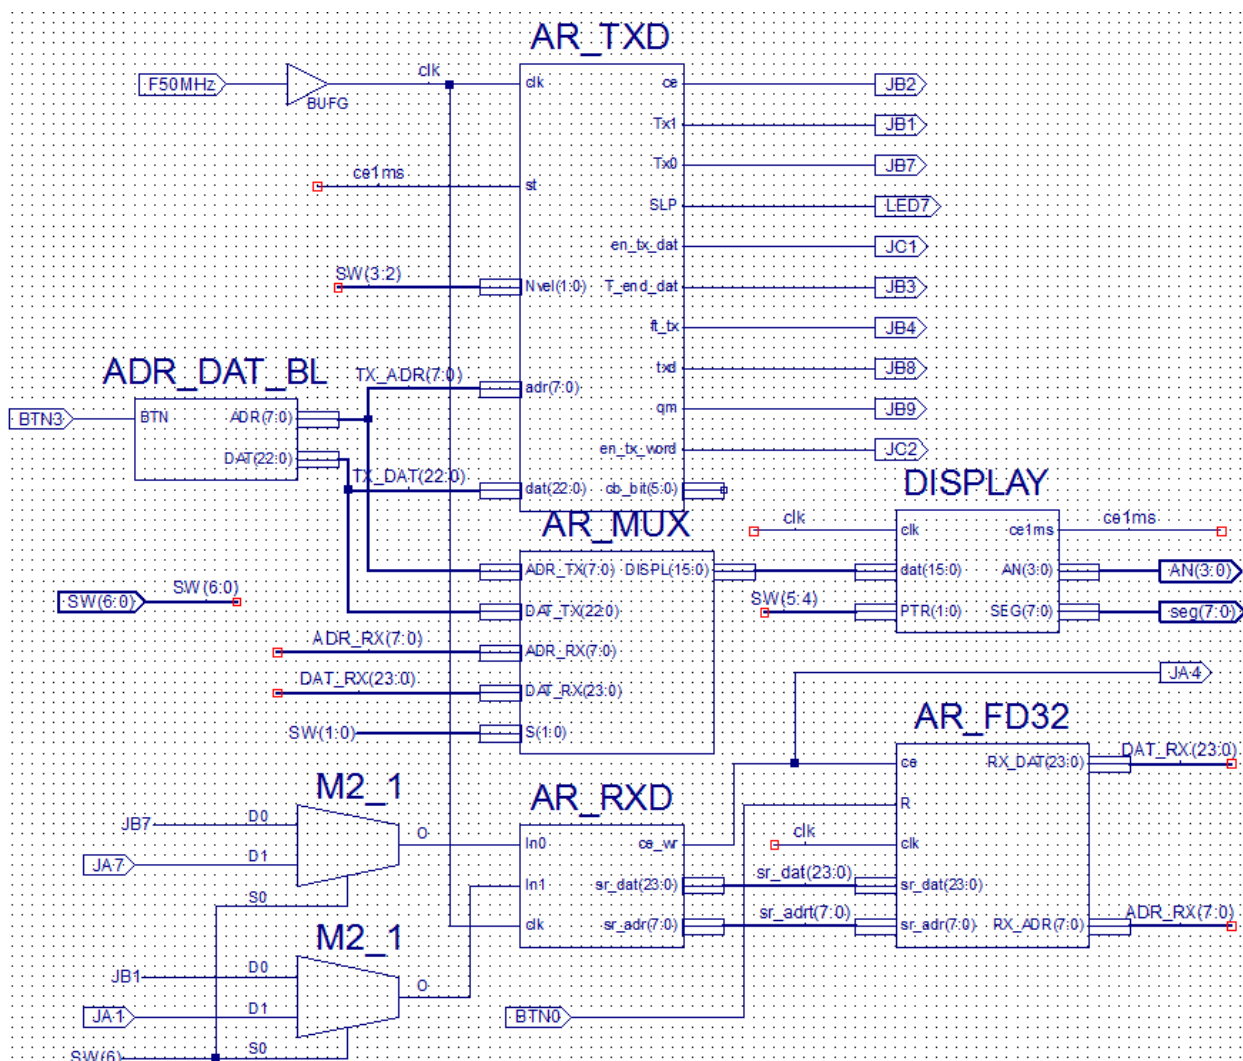 AR_TXD
F50MHz
BUFG
clk
clk
ce
JB2
Tx1
JB1
Tx0
JB7
ce1ms
st
SLP
LED7
en_tx_dat
JC1
SW(3:2)
Nvel(1:0)
T_end_dat
JB3
ft_tx
JB4
ADR_DAT_BL
TX_ADR(7:0)
adr(7:0)
txd
JB8
BTN3
BTN
ADR(7:0)
qm
JB9
DAT(22:0)
en_tx_word
JC2
TX_DAT(22:0)
dat(22:0)
cb_bit(5:0)
DISPLAY
AR_MUX
clk
clk
ce1ms
ce1ms
ADR_TX(7:0)
DISPL(15:0)
dat(15:0)
AN(3:0)
AN(3:0)
SW(6:0)
SW(6:0)
DAT_TX(22:0)
SW(5:4)
PTR(1:0)
SEG(7:0)
seg(7:0)
ADR_RX(7:0)
ADR_RX(7:0)
DAT_RX(23:0)
DAT_RX(23:0)
JA4
SW(1:0)
S(1:0)
AR_FD32
M2_1
AR_RXD
ce
RX_DAT(23:0)
DAT_RX(23:0)
JB7
D0
O
R
In0
ce_wr
clk
clk
JA7
D1
In1
sr_dat(23:0)
sr_dat(23:0)
sr_dat(23:0)
S0
clk
sr_adr(7:0)
sr_adrt(7:0)
sr_adr(7:0)
RX_ADR(7:0)
ADR_RX(7:0)
M2_1
JB1
D0
O
JA1
D1
BTN0
SW(6)
S0